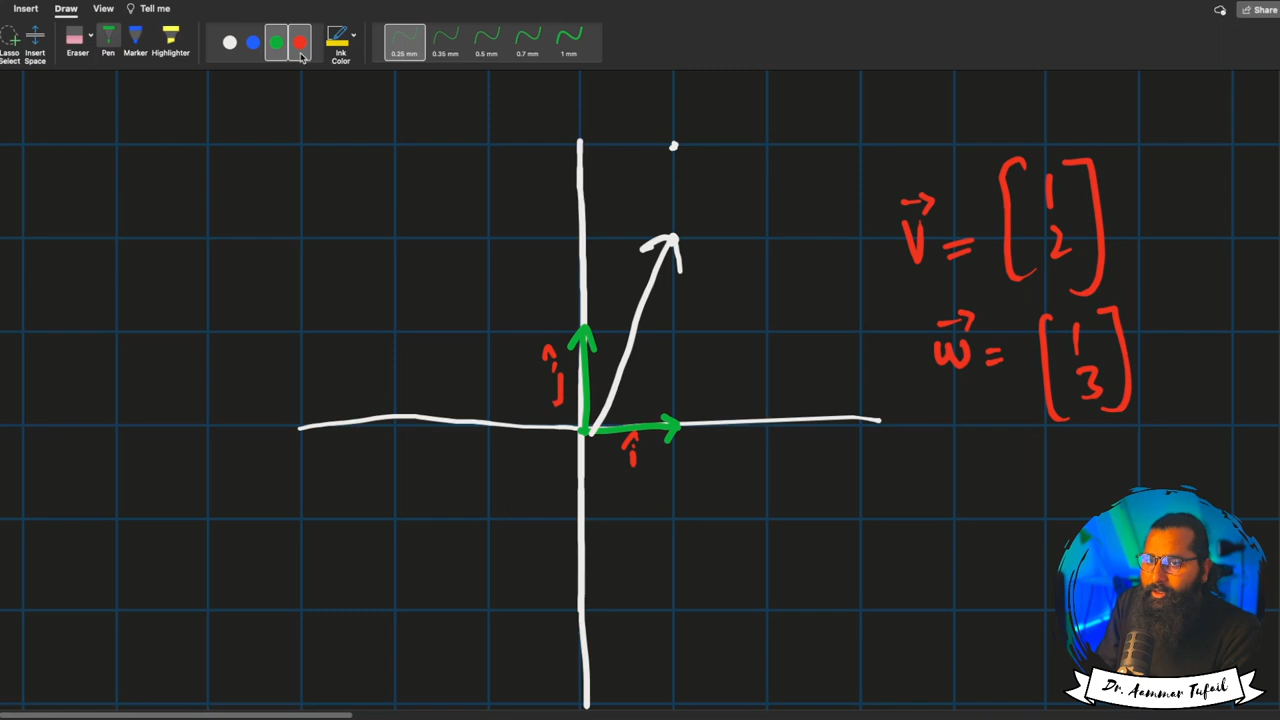 Insert Draw View Tell me Share
Lasso Select Insert Space Eraser Pen Marker Highlighter Ink Color 0.25 mm 0.35 mm 0.5 mm 0.7 mm 1 mm
V⃗ = [1 2]
w⃗ = [1 3]
ĵ
î
Dr. Aammar Tufail